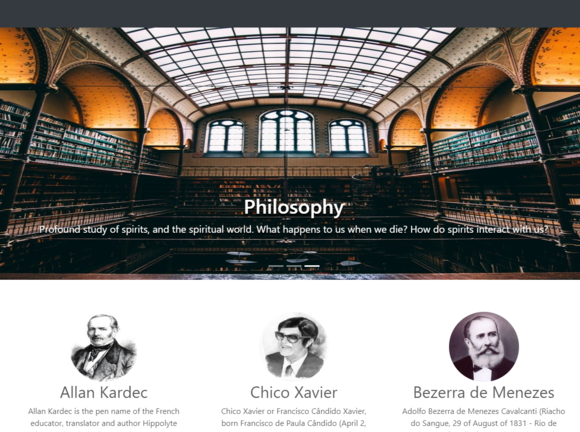 Philosophy
Profound study of spirits, and the spiritual world. What happens to us when we die? How do spirits interact with us?
Allan Kardec
Chico Xavier
Bezerra de Menezes
Allan Kardec is the pen name of the French
educator, translator and author Hippolyte
Chico Xavier or Francisco Cândido Xavier,
born Francisco de Paula Cândido (April 2,
Adolfo Bezerra de Menezes Cavalcanti (Riacho
do Sangue, 29 of August of 1831 - Rio de